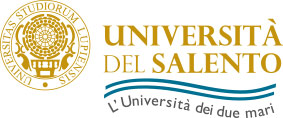 UNIVERSITAS STUDIORUM LUPIENSIS
UNIVERSITÀ
DEL SALENTO
L'Università dei due mari